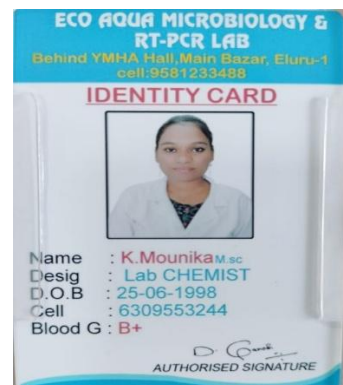 ECO AQUA MICROBIOLOGY &
RT-PCR LAB
Behind YMHA Hall,Main Bazar, Eluru-1
cell:9581233488
IDENTITY CARD
Name : K.Mounika M.sc
Desig : Lab CHEMIST
D.O.B : 25-06-1998
Cell : 6309553244
Blood G : B+
AUTHORISED SIGNATURE